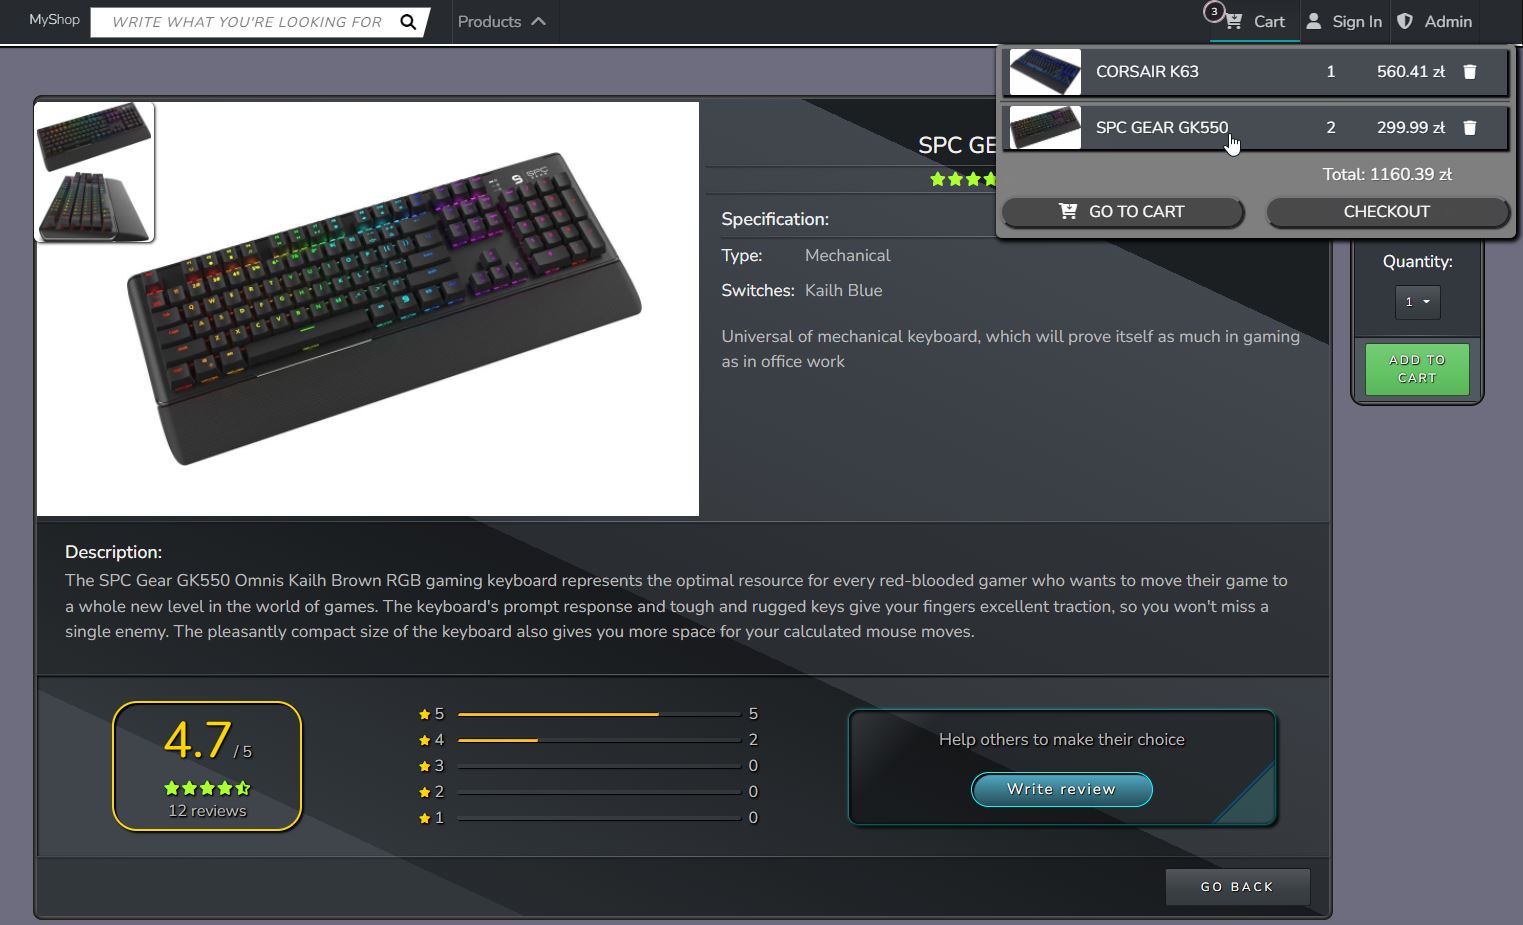 MyShop
WRITE WHAT YOU'RE LOOKING FOR
Products
3
Cart
Sign In
Admin
CORSAIR K63 1 560.41 zł
SPC GEAR GK550 2 299.99 zł
Total: 1160.39 zł
GO TO CART
CHECKOUT
SPC GE
Specification:
Type: Mechanical
Switches: Kailh Blue
Universal of mechanical keyboard, which will prove itself as much in gaming
as in office work
Quantity:
1
ADD TO
CART
Description:
The SPC Gear GK550 Omnis Kailh Brown RGB gaming keyboard represents the optimal resource for every red-blooded gamer who wants to move their game to
a whole new level in the world of games. The keyboard's prompt response and tough and rugged keys give your fingers excellent traction, so you won't miss a
single enemy. The pleasantly compact size of the keyboard also gives you more space for your calculated mouse moves.
4.7 / 5
12 reviews
5 5
4 2
3 0
2 0
1 0
Help others to make their choice
Write review
GO BACK